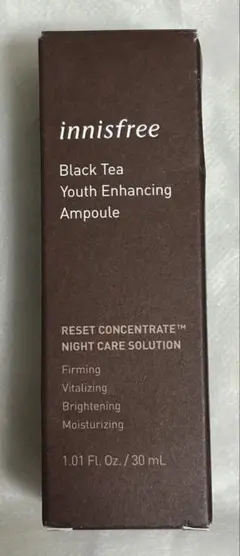 innisfree
Black Tea
Youth Enhancing
Ampoule
RESET CONCENTRATE™
NIGHT CARE SOLUTION
Firming
Vitalizing
Brightening
Moisturizing
1.01 Fl. Oz. / 30 mL